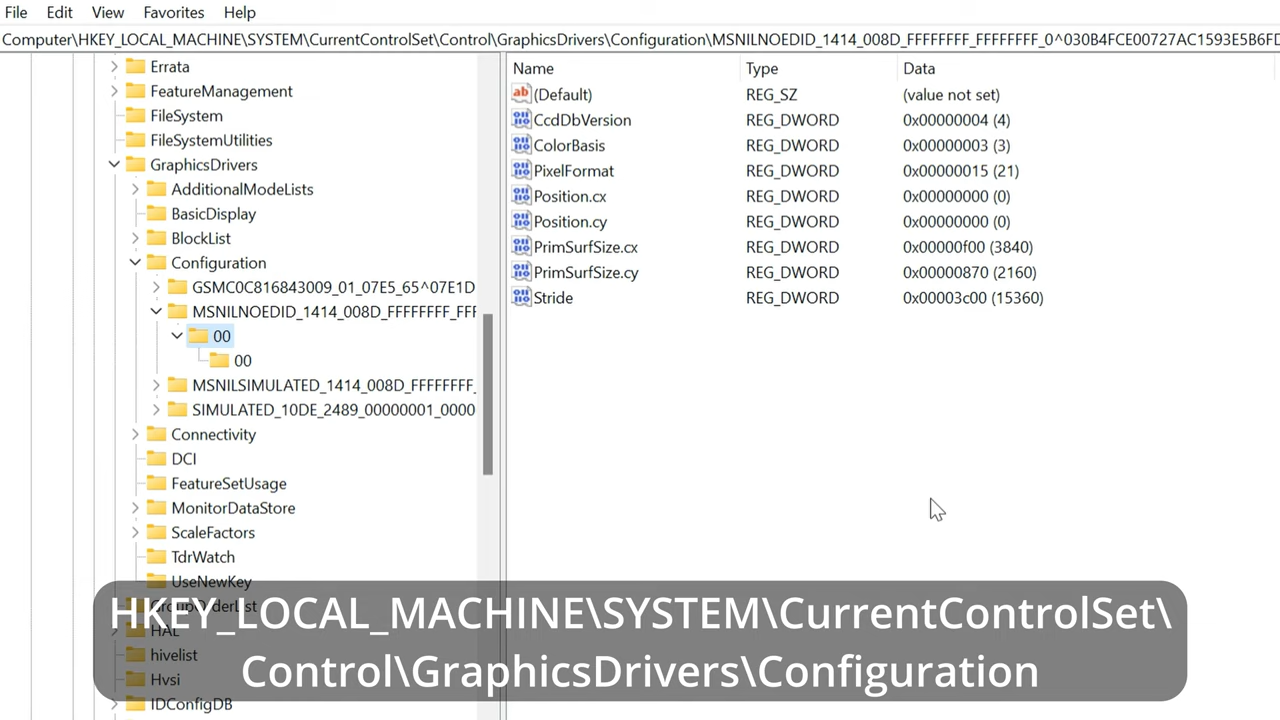 File Edit View Favorites Help
Computer\HKEY_LOCAL_MACHINE\SYSTEM\CurrentControlSet\Control\GraphicsDrivers\Configuration\MSNILNOEDID_1414_008D_FFFFFFFF_FFFFFFFF_0^030B4FCE00727AC1593E5B6FD
Errata
FeatureManagement
FileSystem
FileSystemUtilities
GraphicsDrivers
AdditionalModeLists
BasicDisplay
BlockList
Configuration
GSMC0C816843009_01_07E5_65^07E1D
MSNILNOEDID_1414_008D_FFFFFFFF_FFF
00
00
MSNILSIMULATED_1414_008D_FFFFFFFF_
SIMULATED_10DE_2489_00000001_0000
Connectivity
DCI
FeatureSetUsage
MonitorDataStore
ScaleFactors
TdrWatch
UseNewKey
GroupOrderList
HAL
hivelist
Hvsi
IDConfigDB
Name Type Data
(Default) REG_SZ (value not set)
CcdDbVersion REG_DWORD 0x00000004 (4)
ColorBasis REG_DWORD 0x00000003 (3)
PixelFormat REG_DWORD 0x00000015 (21)
Position.cx REG_DWORD 0x00000000 (0)
Position.cy REG_DWORD 0x00000000 (0)
PrimSurfSize.cx REG_DWORD 0x00000f00 (3840)
PrimSurfSize.cy REG_DWORD 0x00000870 (2160)
Stride REG_DWORD 0x00003c00 (15360)
HKEY_LOCAL_MACHINE\SYSTEM\CurrentControlSet\
Control\GraphicsDrivers\Configuration